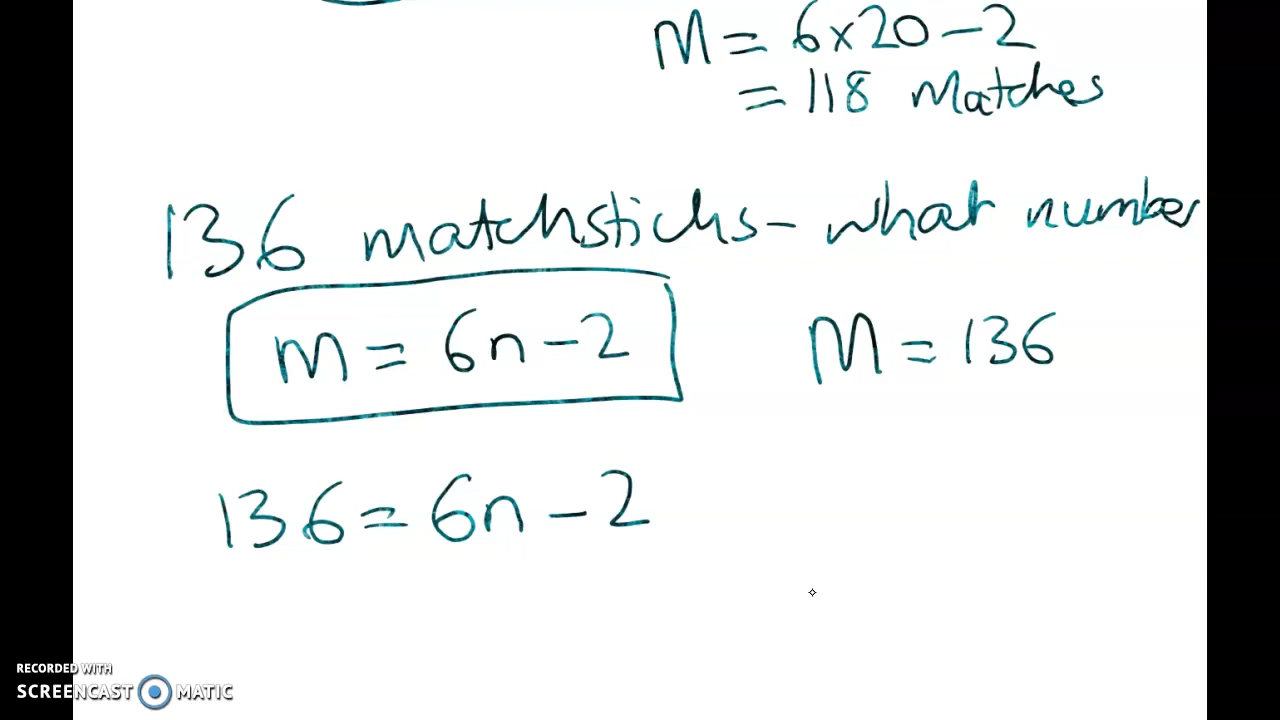 M = 6x20-2
= 118 Matches
136 matchsticks- what number
m = 6n-2
M = 136
136 = 6n-2
RECORDED WITH
SCREENCAST MATIC